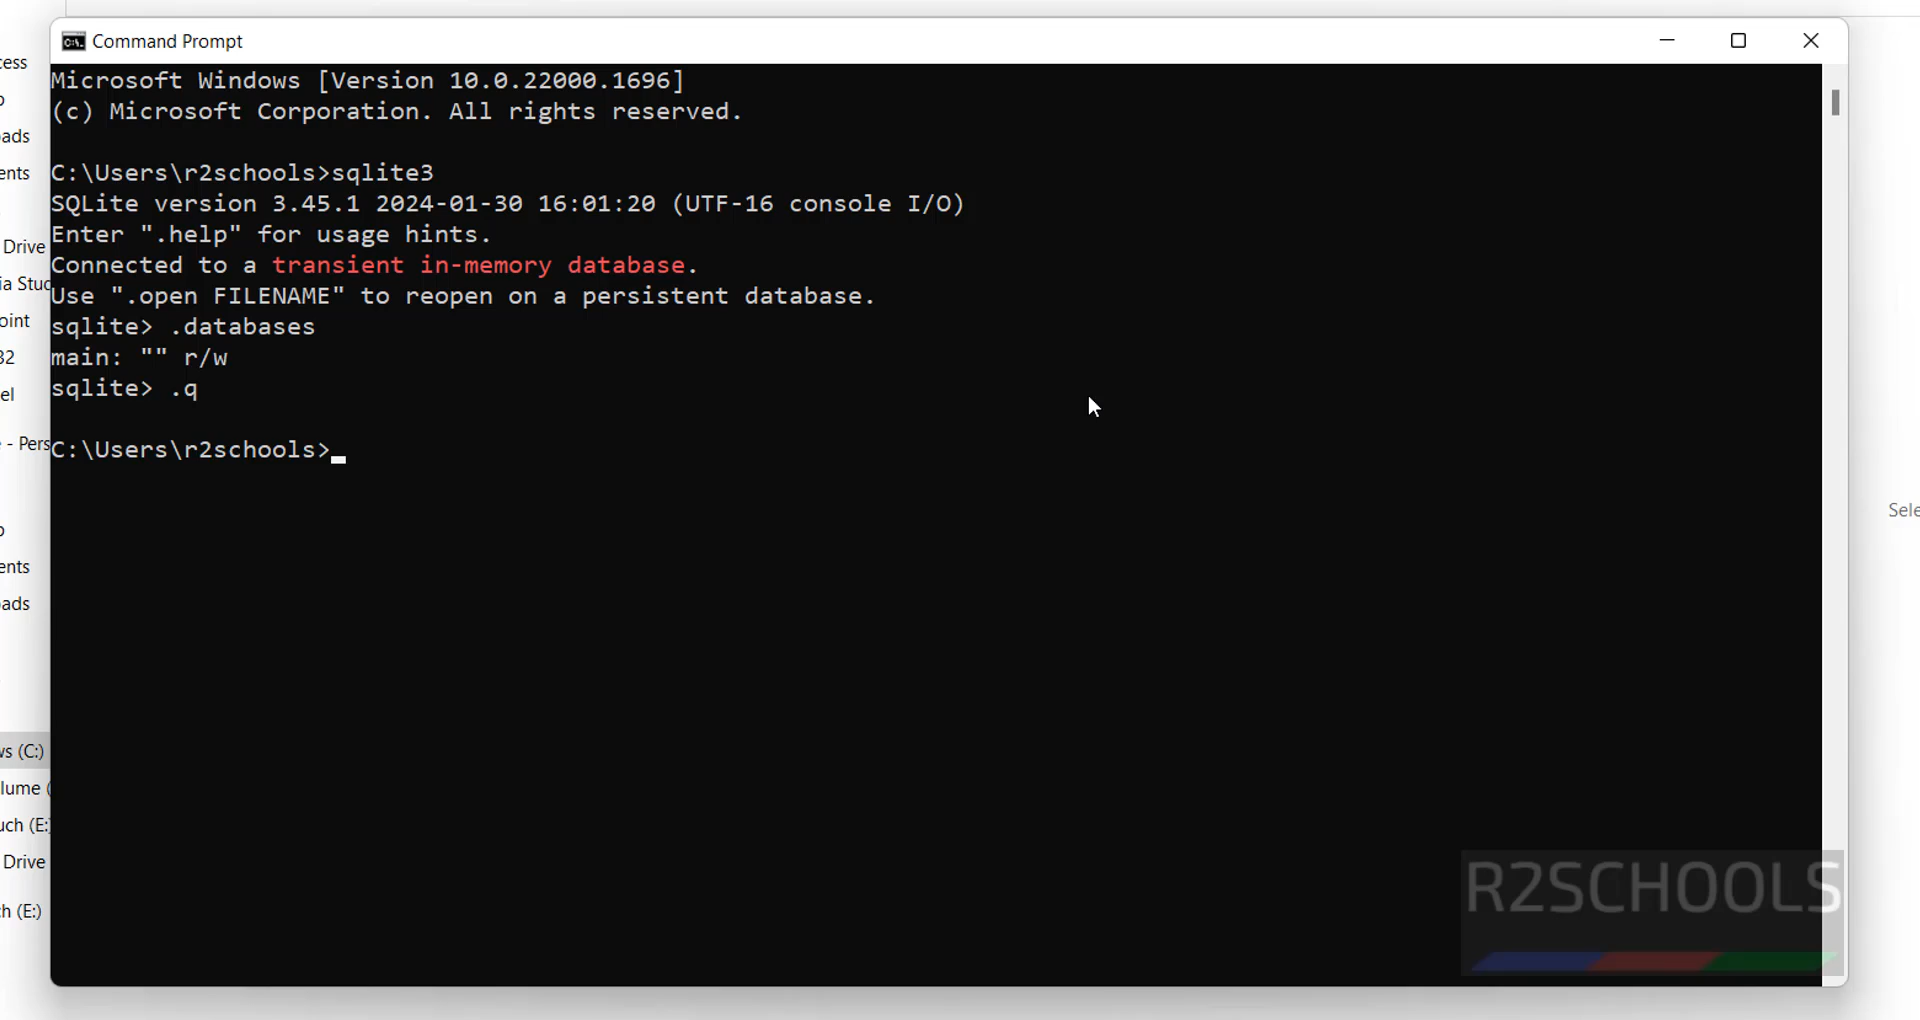 Command Prompt
Microsoft Windows [Version 10.0.22000.1696]
(c) Microsoft Corporation. All rights reserved.
C:\Users\r2schools>sqlite3
SQLite version 3.45.1 2024-01-30 16:01:20 (UTF-16 console I/O)
Enter ".help" for usage hints.
Connected to a transient in-memory database.
Use ".open FILENAME" to reopen on a persistent database.
sqlite> .databases
main: "" r/w
sqlite> .q
C:\Users\r2schools>
cess
ads
ents
Drive
ia Stud
oint
32
el
- Pers
ents
ads
ws (C:)
lume (
uch (E:)
Drive
ch (E:)
Sele
R2SCHOOLS